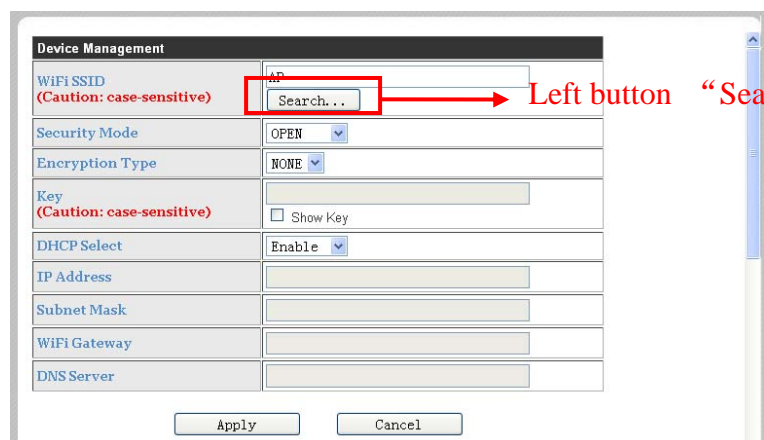 Device Management
WiFi SSID
(Caution: case-sensitive)
AP
Search...
Left button “Sea
Security Mode
OPEN
Encryption Type
NONE
Key
(Caution: case-sensitive)
Show Key
DHCP Select
Enable
IP Address
Subnet Mask
WiFi Gateway
DNS Server
Apply Cancel